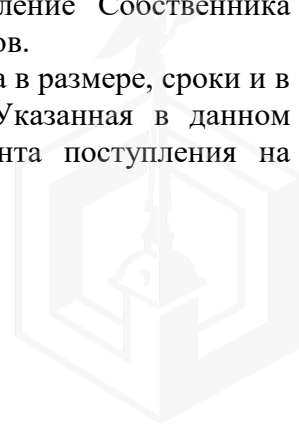 ление Собственника
ов.
а в размере, сроки и в
Указанная в данном
нта поступления на